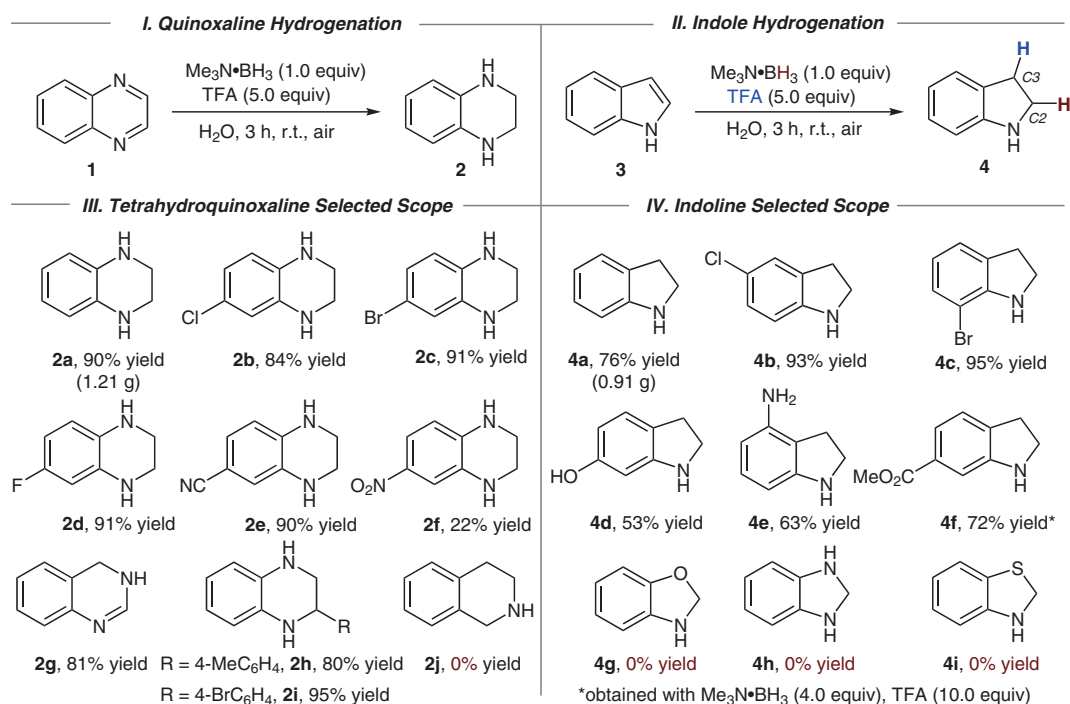 I. Quinoxaline Hydrogenation
N
N
1
Me3N•BH3 (1.0 equiv)
TFA (5.0 equiv)
H2O, 3 h, r.t., air
H
N
N
H
2
II. Indole Hydrogenation
N
H
3
Me3N•BH3 (1.0 equiv)
TFA (5.0 equiv)
H2O, 3 h, r.t., air
H
C3
H
C2
N
H
4
III. Tetrahydroquinoxaline Selected Scope
H
N
N
H
2a, 90% yield
(1.21 g)
H
N
Cl
N
H
2b, 84% yield
H
N
Br
N
H
2c, 91% yield
H
N
F
N
H
2d, 91% yield
H
N
NC
N
H
2e, 90% yield
H
N
O2N
N
H
2f, 22% yield
NH
N
2g, 81% yield
H
N
N
R
H
R = 4-MeC6H4, 2h, 80% yield
R = 4-BrC6H4, 2i, 95% yield
NH
2j, 0% yield
IV. Indoline Selected Scope
N
H
4a, 76% yield
(0.91 g)
Cl
N
H
4b, 93% yield
N
H
Br
4c, 95% yield
HO
N
H
4d, 53% yield
NH2
N
H
4e, 63% yield
MeO2C
N
H
4f, 72% yield*
O
N
H
4g, 0% yield
H
N
N
H
4h, 0% yield
S
N
H
4i, 0% yield
*obtained with Me3N•BH3 (4.0 equiv), TFA (10.0 equiv)